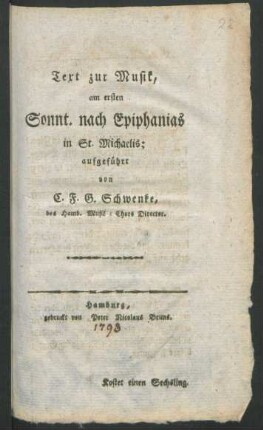 Text zur Musik,
am ersten
Sonnt. nach Epiphanias
in St. Michaelis;
aufgeführt
von
C. F. G. Schwenke,
des Hamb. Musik-Chors Director.
Hamburg,
gedruckt von Peter Nicolaus Bruns.
1793
Kostet einen Sechsling.